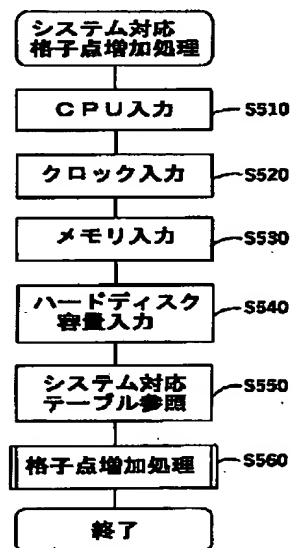 システム対応
格子点増加処理
CPU入力
S510
クロック入力
S520
メモリ入力
S530
ハードディスク
容量入力
S540
システム対応
テーブル参照
S550
格子点増加処理
S560
終了